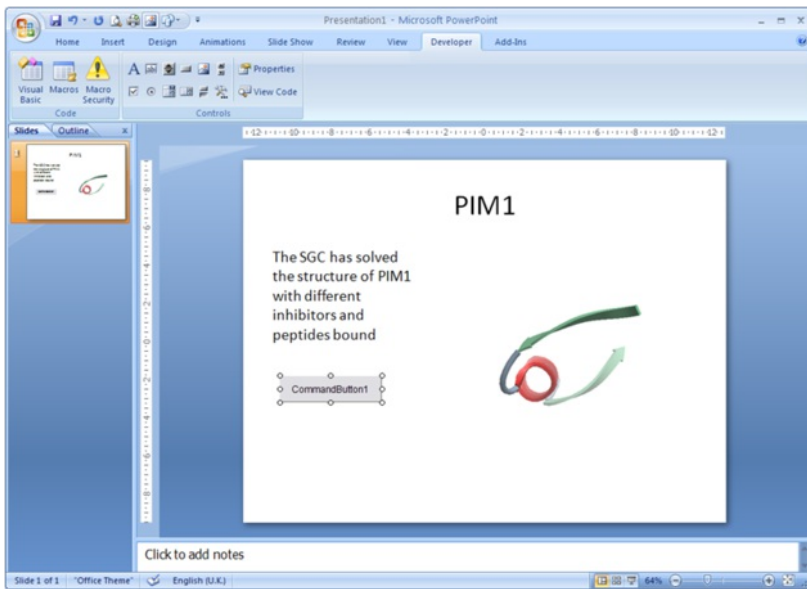 Presentation1 - Microsoft PowerPoint
Home Insert Design Animations Slide Show Review View Developer Add-Ins
Visual Basic
Macros
Macro Security
Properties
View Code
Code
Controls
Slides Outline
PIM1
The SGC has solved
the structure of PIM1
with different
inhibitors and
peptides bound
CommandButton1
Click to add notes
Slide 1 of 1 "Office Theme" English (U.K.) 64%